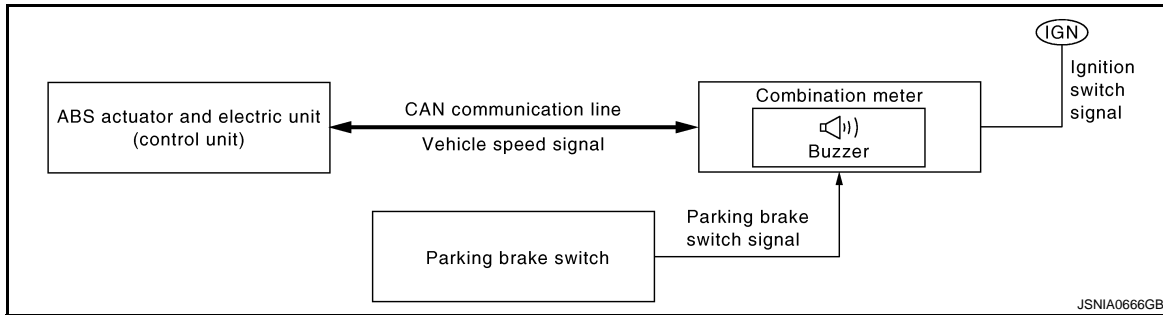 IGN
Ignition
switch
signal
ABS actuator and electric unit
(control unit)
CAN communication line
Vehicle speed signal
Combination meter
Buzzer
Parking brake
switch signal
Parking brake switch
JSNIA0666GB